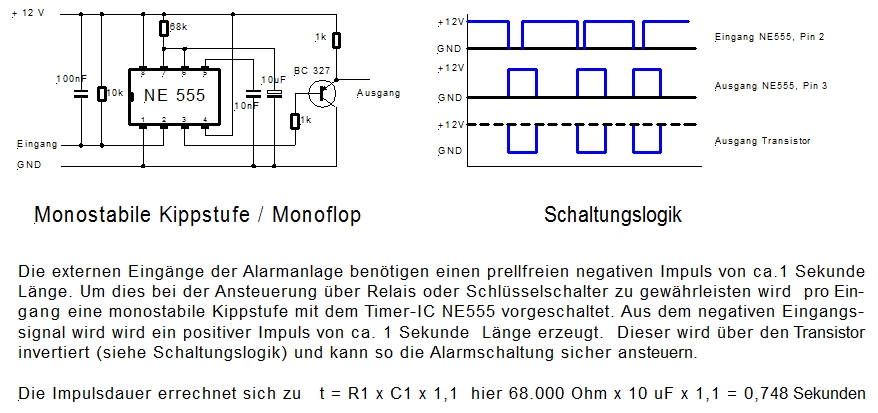 + 12 V
68k
1k
100nF
10k
8 7 6 5
NE 555
1 2 3 4
10uF
10nF
BC 327
Ausgang
1k
Eingang
GND
+12V
GND
Eingang NE555, Pin 2
+12V
GND
Ausgang NE555, Pin 3
+12V
GND
Ausgang Transistor
Monostabile Kippstufe / Monoflop
Schaltungslogik
Die externen Eingänge der Alarmanlage benötigen einen prellfreien negativen Impuls von ca.1 Sekunde
Länge. Um dies bei der Ansteuerung über Relais oder Schlüsselschalter zu gewährleisten wird pro Ein-
gang eine monostabile Kippstufe mit dem Timer-IC NE555 vorgeschaltet. Aus dem negativen Eingangs-
signal wird wird ein positiver Impuls von ca. 1 Sekunde Länge erzeugt. Dieser wird über den Transistor
invertiert (siehe Schaltungslogik) und kann so die Alarmschaltung sicher ansteuern.
Die Impulsdauer errechnet sich zu t = R1 x C1 x 1,1 hier 68.000 Ohm x 10 uF x 1,1 = 0,748 Sekunden